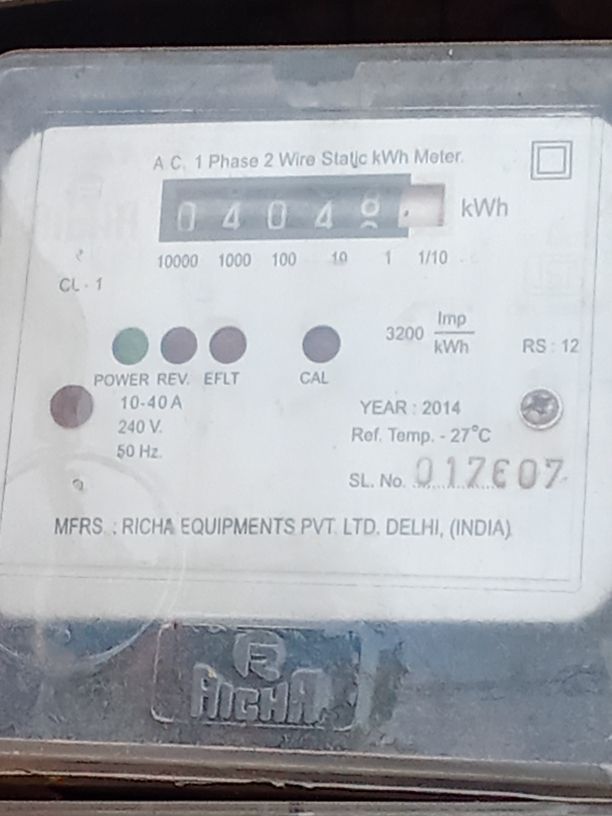 A C. 1 Phase 2 Wire Static kWh Meter.
0 4 0 4 8 kWh
10000 1000 100 10 1 1/10
CL - 1
3200 Imp
kWh
RS : 12
POWER REV. EFLT CAL
10-40 A
240 V.
50 Hz.
YEAR : 2014
Ref. Temp. - 27°C
SL. No. 017607
MFRS. : RICHA EQUIPMENTS PVT. LTD. DELHI, (INDIA)
R
RICHA